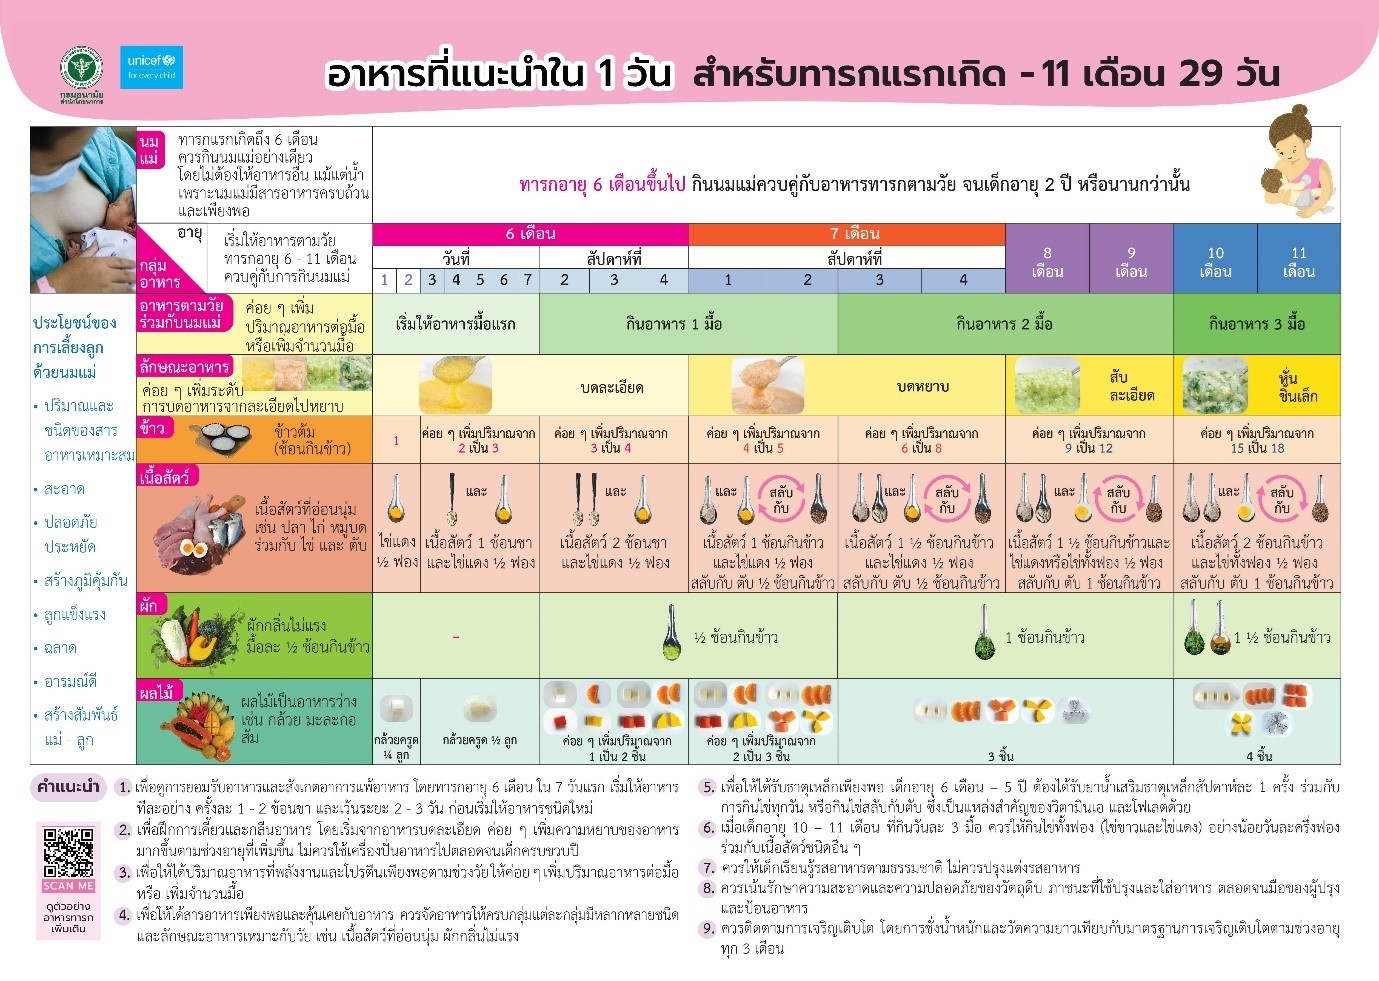 กรมอนามัย
สำนักโภชนาการ
unicef
for every child
อาหารที่แนะนำใน 1 วัน สำหรับทารกแรกเกิด - 11 เดือน 29 วัน
นม
แม่
ทารกแรกเกิดถึง 6 เดือน
ควรกินนมแม่อย่างเดียว
โดยไม่ต้องให้อาหารอื่น แม้แต่น้ำ
เพราะนมแม่มีสารอาหารครบถ้วน
และเพียงพอ
ทารกอายุ 6 เดือนขึ้นไป กินนมแม่ควบคู่กับอาหารทารกตามวัย จนเด็กอายุ 2 ปี หรือนานกว่านั้น
อายุ
กลุ่ม
อาหาร
เริ่มให้อาหารตามวัย
ทารกอายุ 6 - 11 เดือน
ควบคู่กับการกินนมแม่
6 เดือน
7 เดือน
8
เดือน
9
เดือน
10
เดือน
11
เดือน
วันที่
สัปดาห์ที่
สัปดาห์ที่
1 2 3 4 5 6 7 2 3 4 1 2 3 4
อาหารตามวัย
ร่วมกับนมแม่
ค่อย ๆ เพิ่ม
ปริมาณอาหารต่อมื้อ
หรือเพิ่มจำนวนมื้อ
เริ่มให้อาหารมื้อแรก
กินอาหาร 1 มื้อ
กินอาหาร 2 มื้อ
กินอาหาร 3 มื้อ
ลักษณะอาหาร
ค่อย ๆ เพิ่มระดับ
การบดอาหารจากละเอียดไปหยาบ
บดละเอียด
บดหยาบ
สับ
ละเอียด
หั่น
ชิ้นเล็ก
ข้าว
ข้าวต้ม
(ช้อนกินข้าว)
1
ค่อย ๆ เพิ่มปริมาณจาก
2 เป็น 3
ค่อย ๆ เพิ่มปริมาณจาก
3 เป็น 4
ค่อย ๆ เพิ่มปริมาณจาก
4 เป็น 5
ค่อย ๆ เพิ่มปริมาณจาก
6 เป็น 8
ค่อย ๆ เพิ่มปริมาณจาก
9 เป็น 12
ค่อย ๆ เพิ่มปริมาณจาก
15 เป็น 18
เนื้อสัตว์
เนื้อสัตว์ที่อ่อนนุ่ม
เช่น ปลา ไก่ หมูบด
ร่วมกับ ไข่ และ ตับ
ไข่แดง
½ ฟอง
และ
เนื้อสัตว์ 1 ช้อนชา
และไข่แดง ½ ฟอง
และ
เนื้อสัตว์ 2 ช้อนชา
และไข่แดง ½ ฟอง
และ
สลับ
กับ
เนื้อสัตว์ 1 ช้อนกินข้าว
และไข่แดง ½ ฟอง
สลับกับ ตับ ½ ช้อนกินข้าว
และ
สลับ
กับ
เนื้อสัตว์ 1 ½ ช้อนกินข้าว
และไข่แดง ½ ฟอง
สลับกับ ตับ ½ ช้อนกินข้าว
และ
สลับ
กับ
เนื้อสัตว์ 1 ½ ช้อนกินข้าวและ
ไข่แดงหรือไข่ทั้งฟอง ½ ฟอง
สลับกับ ตับ 1 ช้อนกินข้าว
และ
สลับ
กับ
เนื้อสัตว์ 2 ช้อนกินข้าว
และไข่ทั้งฟอง ½ ฟอง
สลับกับ ตับ 1 ช้อนกินข้าว
ผัก
ผักกลิ่นไม่แรง
มื้อละ ½ ช้อนกินข้าว
-
½ ช้อนกินข้าว
1 ช้อนกินข้าว
1 ½ ช้อนกินข้าว
ผลไม้
ผลไม้เป็นอาหารว่าง
เช่น กล้วย มะละกอ
ส้ม
กล้วยครูด
¼ ลูก
กล้วยครูด ½ ลูก
ค่อย ๆ เพิ่มปริมาณจาก
1 เป็น 2 ชิ้น
ค่อย ๆ เพิ่มปริมาณจาก
2 เป็น 3 ชิ้น
3 ชิ้น
4 ชิ้น
ประโยชน์ของ
การเลี้ยงลูก
ด้วยนมแม่
• ปริมาณและ
ชนิดของสาร
อาหารเหมาะสม
• สะอาด
• ปลอดภัย
ประหยัด
• สร้างภูมิคุ้มกัน
• ลูกแข็งแรง
• ฉลาด
• อารมณ์ดี
• สร้างสัมพันธ์
แม่ - ลูก
คำแนะนำ
SCAN ME
ดูตัวอย่าง
อาหารทารก
เพิ่มเติม
1. เพื่อดูการยอมรับอาหารและสังเกตอาการแพ้อาหาร โดยทารกอายุ 6 เดือน ใน 7 วันแรก เริ่มให้อาหาร
ทีละอย่าง ครั้งละ 1 - 2 ช้อนชา และเว้นระยะ 2 - 3 วัน ก่อนเริ่มให้อาหารชนิดใหม่
2. เพื่อฝึกการเคี้ยวและกลืนอาหาร โดยเริ่มจากอาหารบดละเอียด ค่อย ๆ เพิ่มความหยาบของอาหาร
มากขึ้นตามช่วงอายุที่เพิ่มขึ้น ไม่ควรใช้เครื่องปั่นอาหารไปตลอดจนเด็กครบขวบปี
3. เพื่อให้ได้ปริมาณอาหารที่พลังงานและโปรตีนเพียงพอตามช่วงวัยให้ค่อย ๆ เพิ่มปริมาณอาหารต่อมื้อ
หรือ เพิ่มจำนวนมื้อ
4. เพื่อให้ได้สารอาหารเพียงพอและคุ้นเคยกับอาหาร ควรจัดอาหารให้ครบกลุ่มแต่ละกลุ่มมีหลากหลายชนิด
และลักษณะอาหารเหมาะกับวัย เช่น เนื้อสัตว์ที่อ่อนนุ่ม ผักกลิ่นไม่แรง
5. เพื่อให้ได้รับธาตุเหล็กเพียงพอ เด็กอายุ 6 เดือน – 5 ปี ต้องได้รับยาน้ำเสริมธาตุเหล็กสัปดาห์ละ 1 ครั้ง ร่วมกับ
การกินไข่ทุกวัน หรือกินไข่สลับกับตับ ซึ่งเป็นแหล่งสำคัญของวิตามินเอ และโฟเลตด้วย
6. เมื่อเด็กอายุ 10 – 11 เดือน ที่กินวันละ 3 มื้อ ควรให้กินไข่ทั้งฟอง (ไข่ขาวและไข่แดง) อย่างน้อยวันละครึ่งฟอง
ร่วมกับเนื้อสัตว์ชนิดอื่น ๆ
7. ควรให้เด็กเรียนรู้รสอาหารตามธรรมชาติ ไม่ควรปรุงแต่งรสอาหาร
8. ควรเน้นรักษาความสะอาดและความปลอดภัยของวัตถุดิบ ภาชนะที่ใช้ปรุงและใส่อาหาร ตลอดจนมือของผู้ปรุง
และป้อนอาหาร
9. ควรติดตามการเจริญเติบโต โดยการชั่งน้ำหนักและวัดความยาวเทียบกับมาตรฐานการเจริญเติบโตตามช่วงอายุ
ทุก 3 เดือน